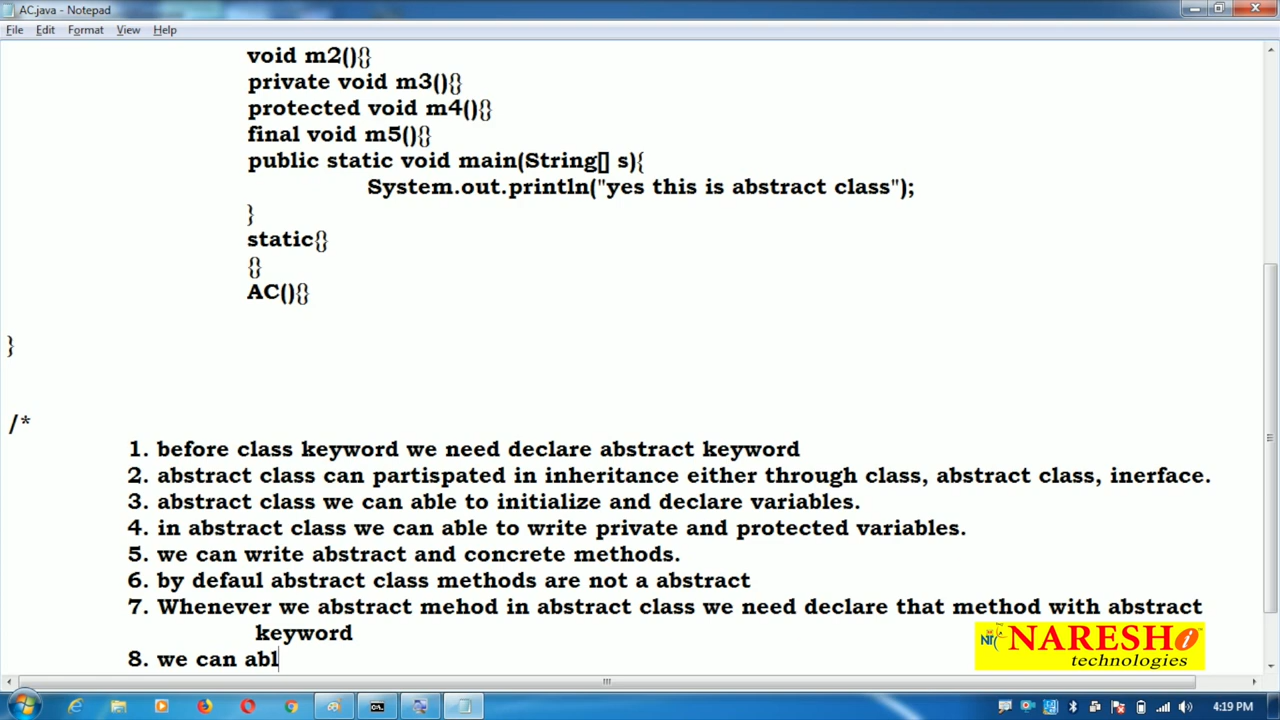 AC.java - Notepad
File Edit Format View Help
void m2(){}
private void m3(){}
protected void m4(){}
final void m5(){}
public static void main(String[] s){
System.out.println("yes this is abstract class");
}
static{}
{}
AC(){}
}
/*
1. before class keyword we need declare abstract keyword
2. abstract class can partispated in inheritance either through class, abstract class, inerface.
3. abstract class we can able to initialize and declare variables.
4. in abstract class we can able to write private and protected variables.
5. we can write abstract and concrete methods.
6. by defaul abstract class methods are not a abstract
7. Whenever we abstract mehod in abstract class we need declare that method with abstract
keyword
8. we can abl
NARESH i
technologies
4:19 PM